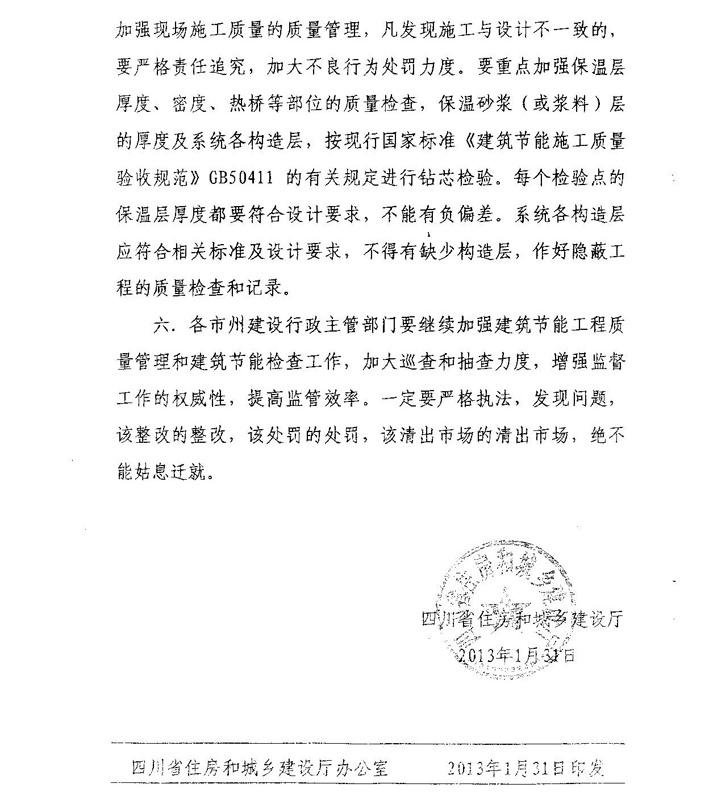 加强现场施工质量的质量管理，凡发现施工与设计不一致的，
要严格责任追究，加大不良行为处罚力度。要重点加强保温层
厚度、密度、热桥等部位的质量检查，保温砂浆（或浆料）层
的厚度及系统各构造层，按现行国家标准《建筑节能施工质量
验收规范》GB50411 的有关规定进行钻芯检验。每个检验点的
保温层厚度都要符合设计要求，不能有负偏差。系统各构造层
应符合相关标准及设计要求，不得有缺少构造层，作好隐蔽工
程的质量检查和记录。
六．各市州建设行政主管部门要继续加强建筑节能工程质
量管理和建筑节能检查工作，加大巡查和抽查力度，增强监督
工作的权威性，提高监管效率。一定要严格执法，发现问题，
该整改的整改，该处罚的处罚，该清出市场的清出市场，绝不
能姑息迁就。
四川省住房和城乡建设厅
2013年1月31日
四川省住房和城乡建设厅办公室 2013年1月31日印发